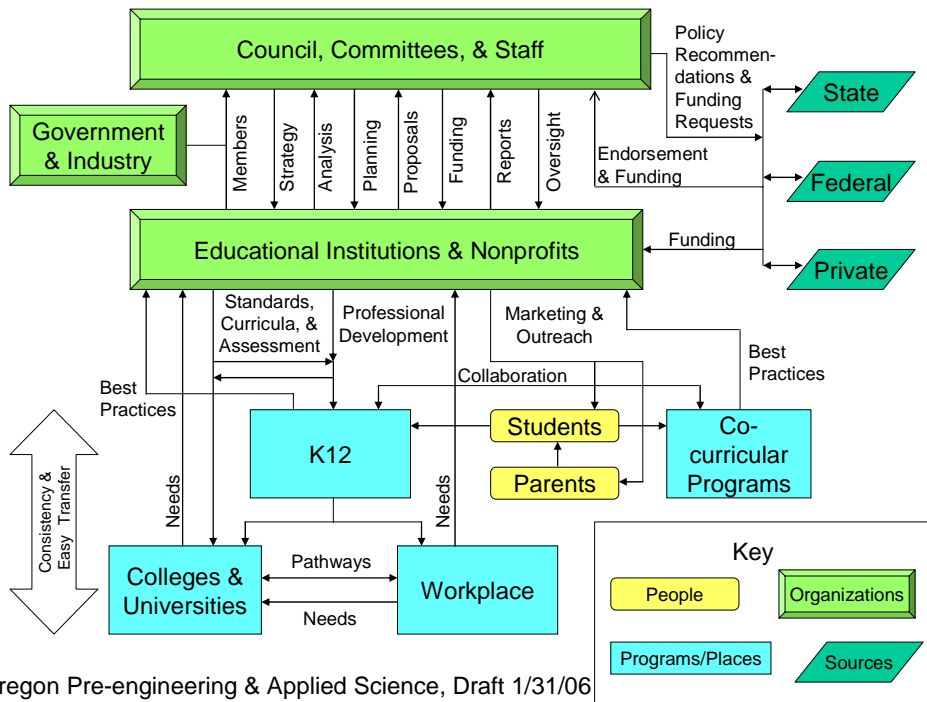 Council, Committees, & Staff
Policy
Recommen-
dations &
Funding
Requests
State
Government
& Industry
Members
Strategy
Analysis
Planning
Proposals
Funding
Reports
Oversight
Endorsement
& Funding
Federal
Educational Institutions & Nonprofits
Funding
Private
Standards,
Curricula, &
Assessment
Professional
Development
Marketing &
Outreach
Best
Practices
Collaboration
Best
Practices
K12
Students
Parents
Co-
curricular
Programs
Consistency &
Easy Transfer
Needs
Needs
Colleges &
Universities
Pathways
Needs
Workplace
Key
People
Organizations
Programs/Places
Sources
regon Pre-engineering & Applied Science, Draft 1/31/06